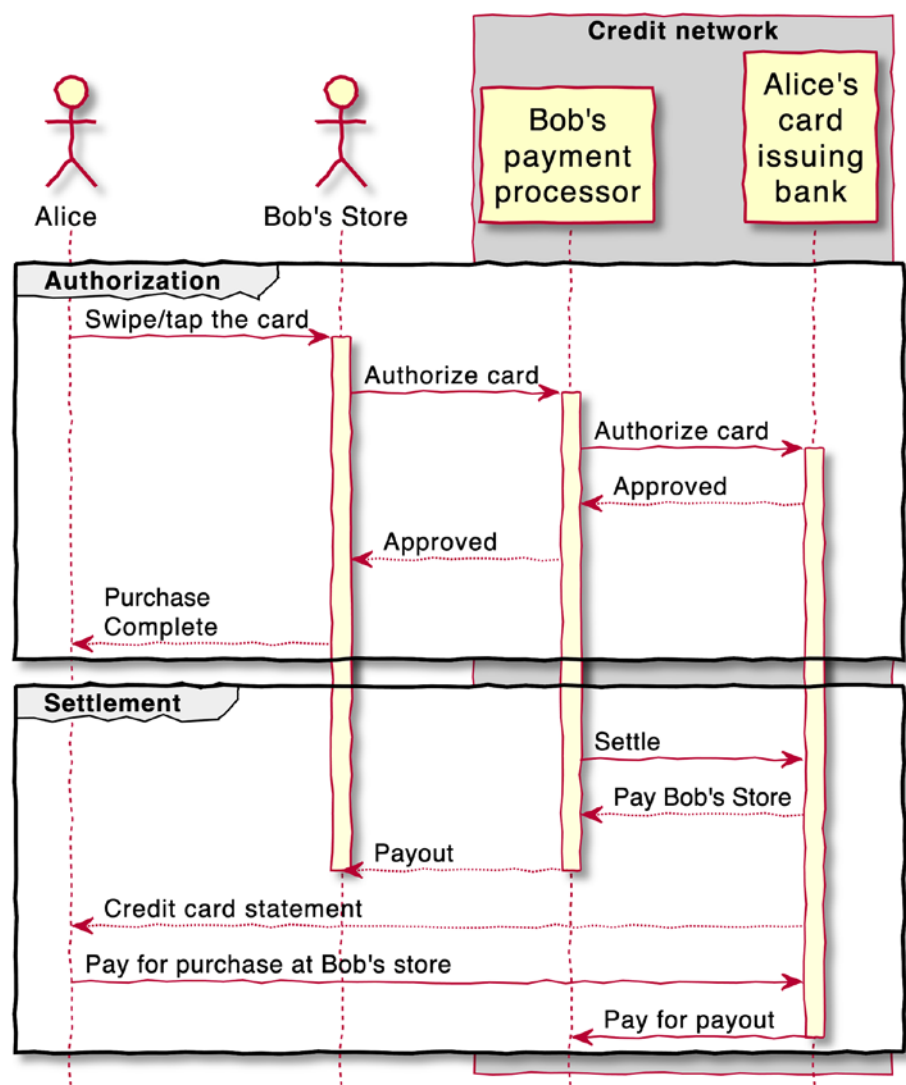 Credit network
Alice's
card
issuing
bank
Bob's
payment
processor
Alice
Bob's Store
Authorization
Swipe/tap the card
Authorize card
Authorize card
Approved
Approved
Purchase
Complete
Settlement
Settle
Pay Bob's Store
Payout
Credit card statement
Pay for purchase at Bob's store
Pay for payout